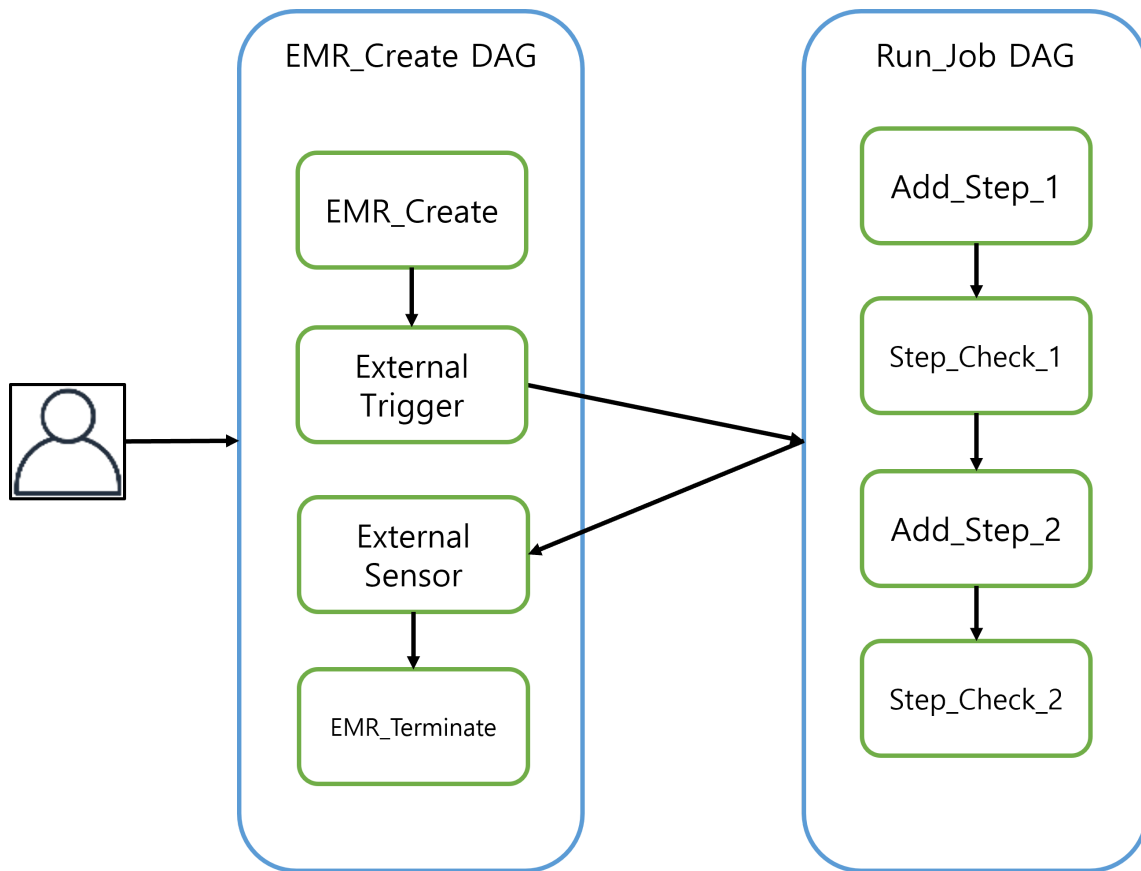 EMR_Create DAG
EMR_Create
External
Trigger
External
Sensor
EMR_Terminate
Run_Job DAG
Add_Step_1
Step_Check_1
Add_Step_2
Step_Check_2